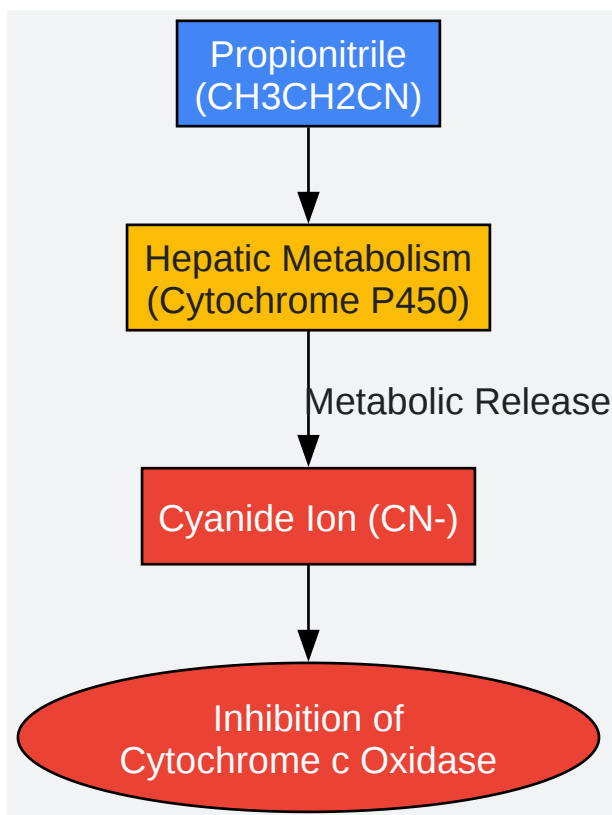 Propionitrile
(CH3CH2CN)
Hepatic Metabolism
(Cytochrome P450)
Metabolic Release
Cyanide Ion (CN-)
Inhibition of
Cytochrome c Oxidase